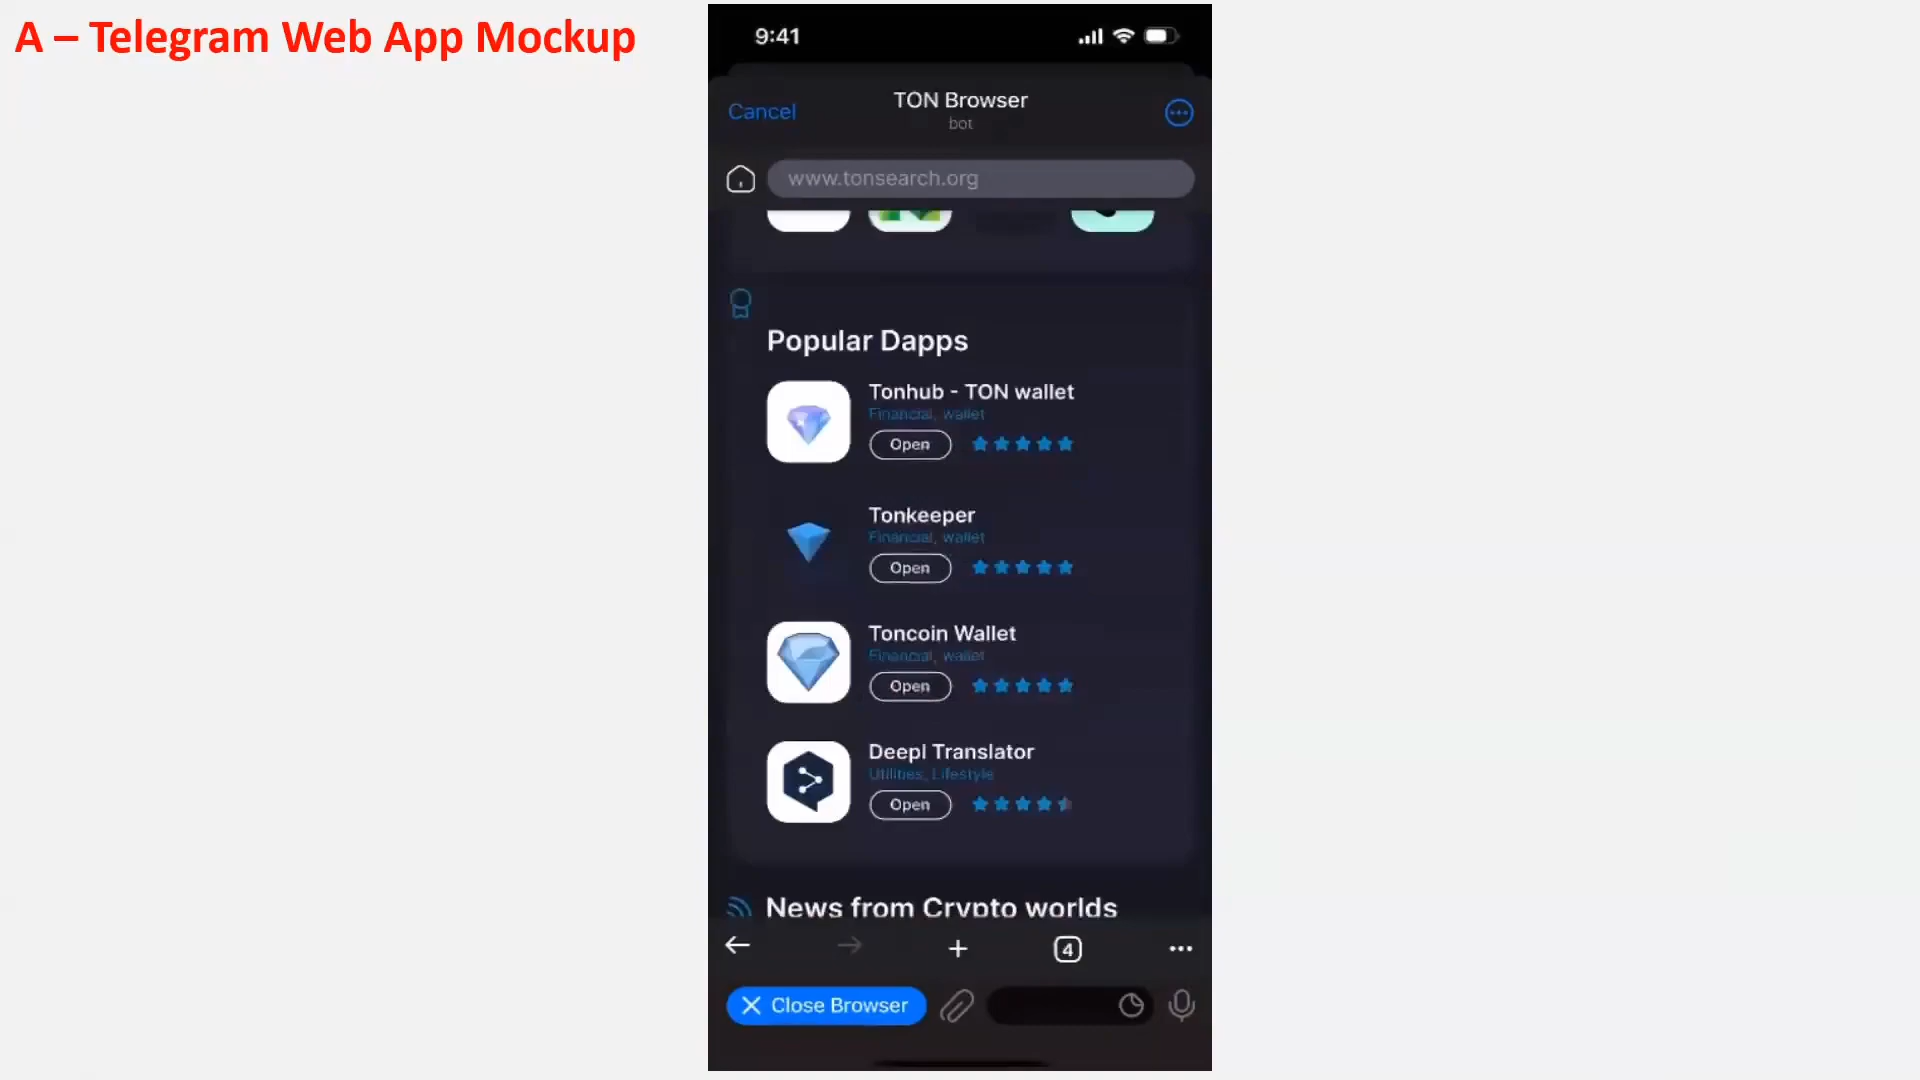 A – Telegram Web App Mockup
9:41
Cancel
TON Browser
bot
www.tonsearch.org
Popular Dapps
Tonhub - TON wallet
Financial, wallet
Open
Tonkeeper
Financial, wallet
Open
Toncoin Wallet
Financial, wallet
Open
Deepl Translator
Utilities, Lifestyle
Open
News from Crypto worlds
4
Close Browser